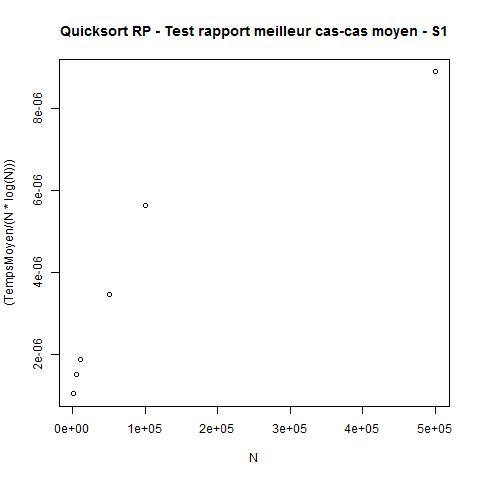 Quicksort RP - Test rapport meilleur cas-cas moyen - S1
(TempsMoyen/(N * log(N)))
8e-06
6e-06
4e-06
2e-06
0e+00 1e+05 2e+05 3e+05 4e+05 5e+05
N